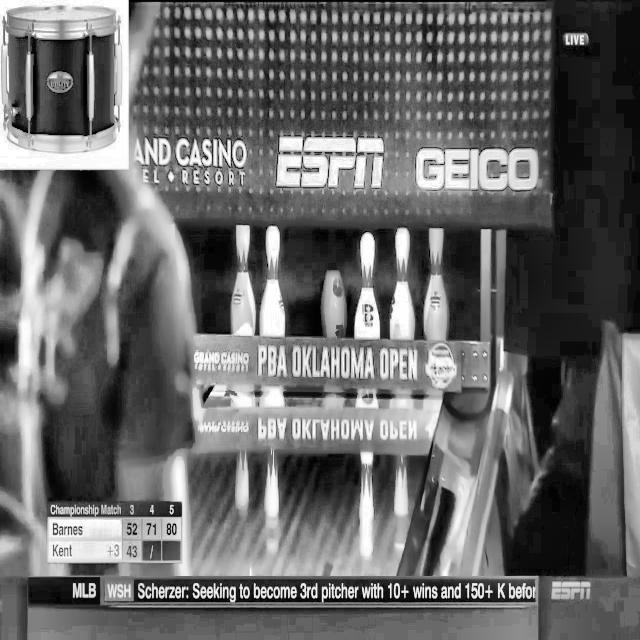 LIVE
AND CASINO
EL • RESORT
ESPN
GEICO
GRAND CASINO
HOTEL • RESORT
PBA OKLAHOMA OPEN
PBA OKLAHOMA OPEN
Championship Match 3 4 5
Barnes 52 71 80
Kent +3 43 /
MLB WSH Scherzer: Seeking to become 3rd pitcher with 10+ wins and 150+ K befor
ESPN